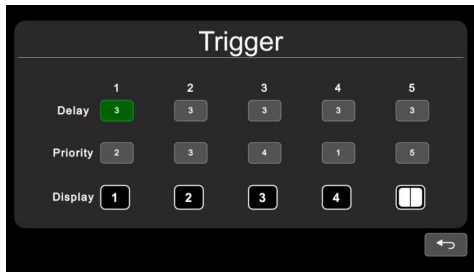 Trigger
1 2 3 4 5
Delay 3 3 3 3 3
Priority 2 3 4 1 5
Display 1 2 3 4